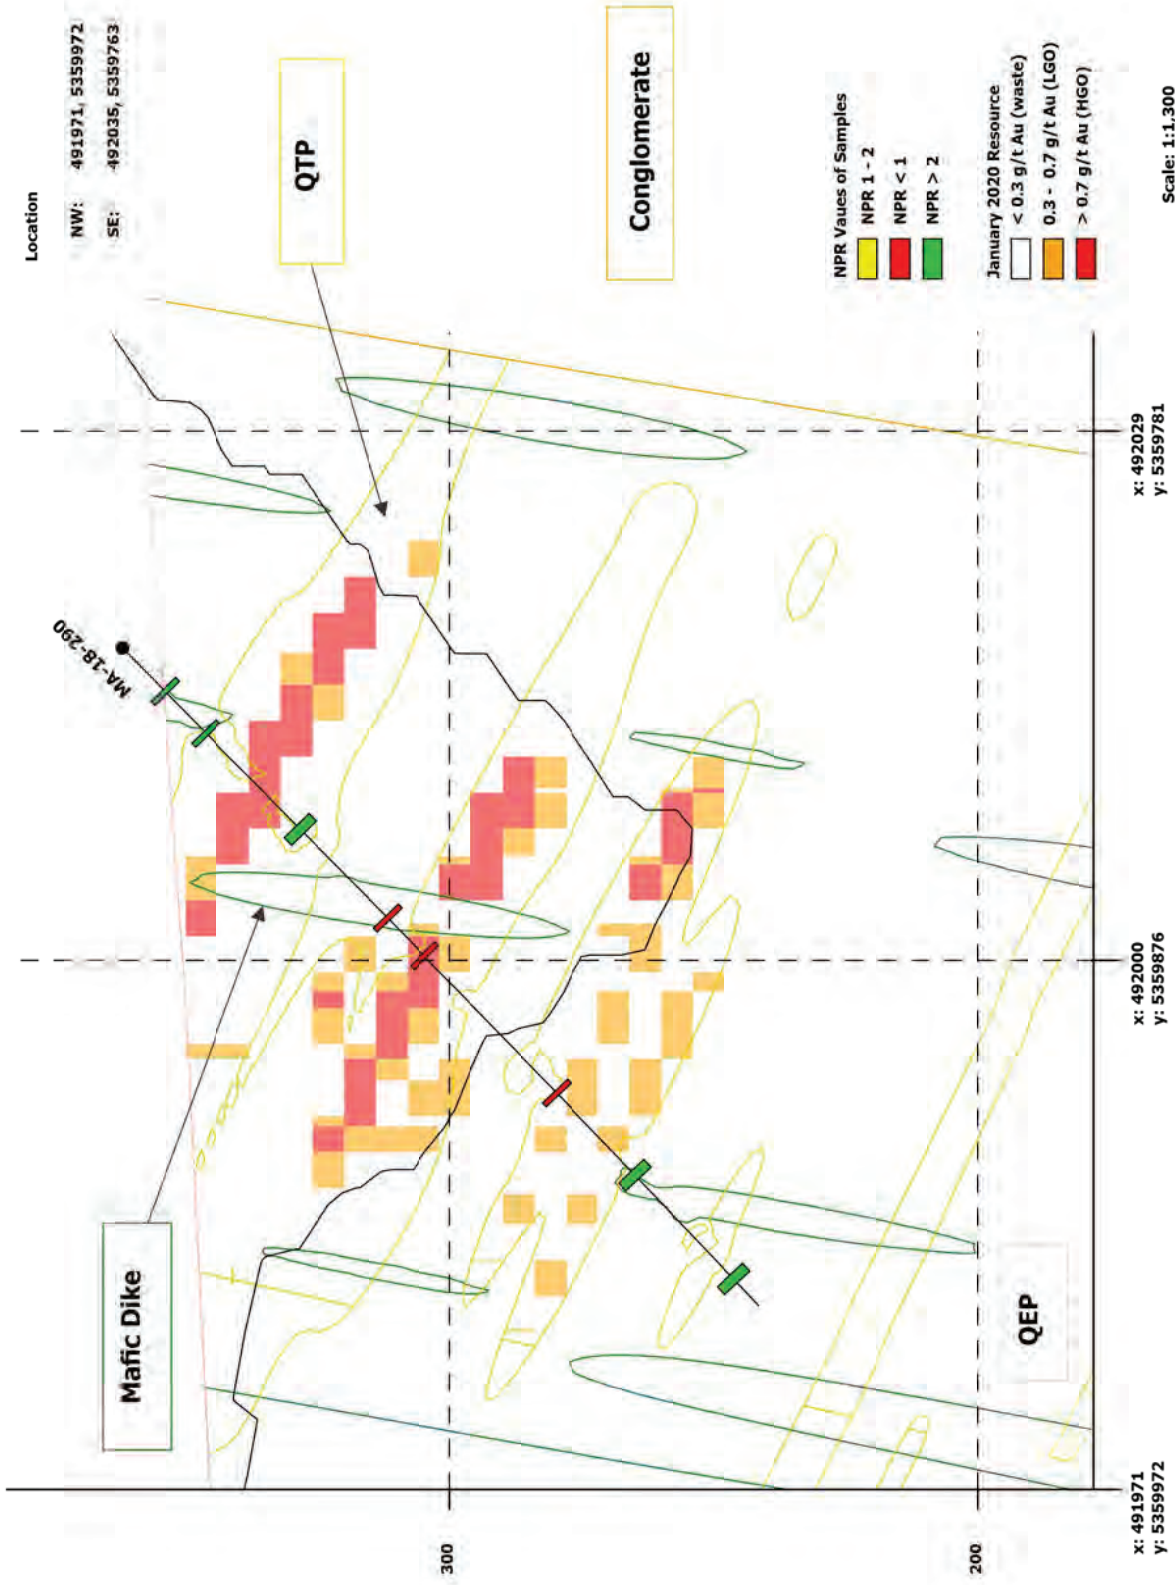 Location
NW: 491971, 5359972
SE: 492035, 5359763
QTP
Conglomerate
MA-18-290
Mafic Dike
QEP
NPR Vaues of Samples
NPR 1 - 2
NPR < 1
NPR > 2
January 2020 Resource
< 0.3 g/t Au (waste)
0.3 - 0.7 g/t Au (LGO)
> 0.7 g/t Au (HGO)
Scale: 1:1,300
300
200
x: 491971
y: 5359972
x: 492000
y: 5359876
x: 492029
y: 5359781